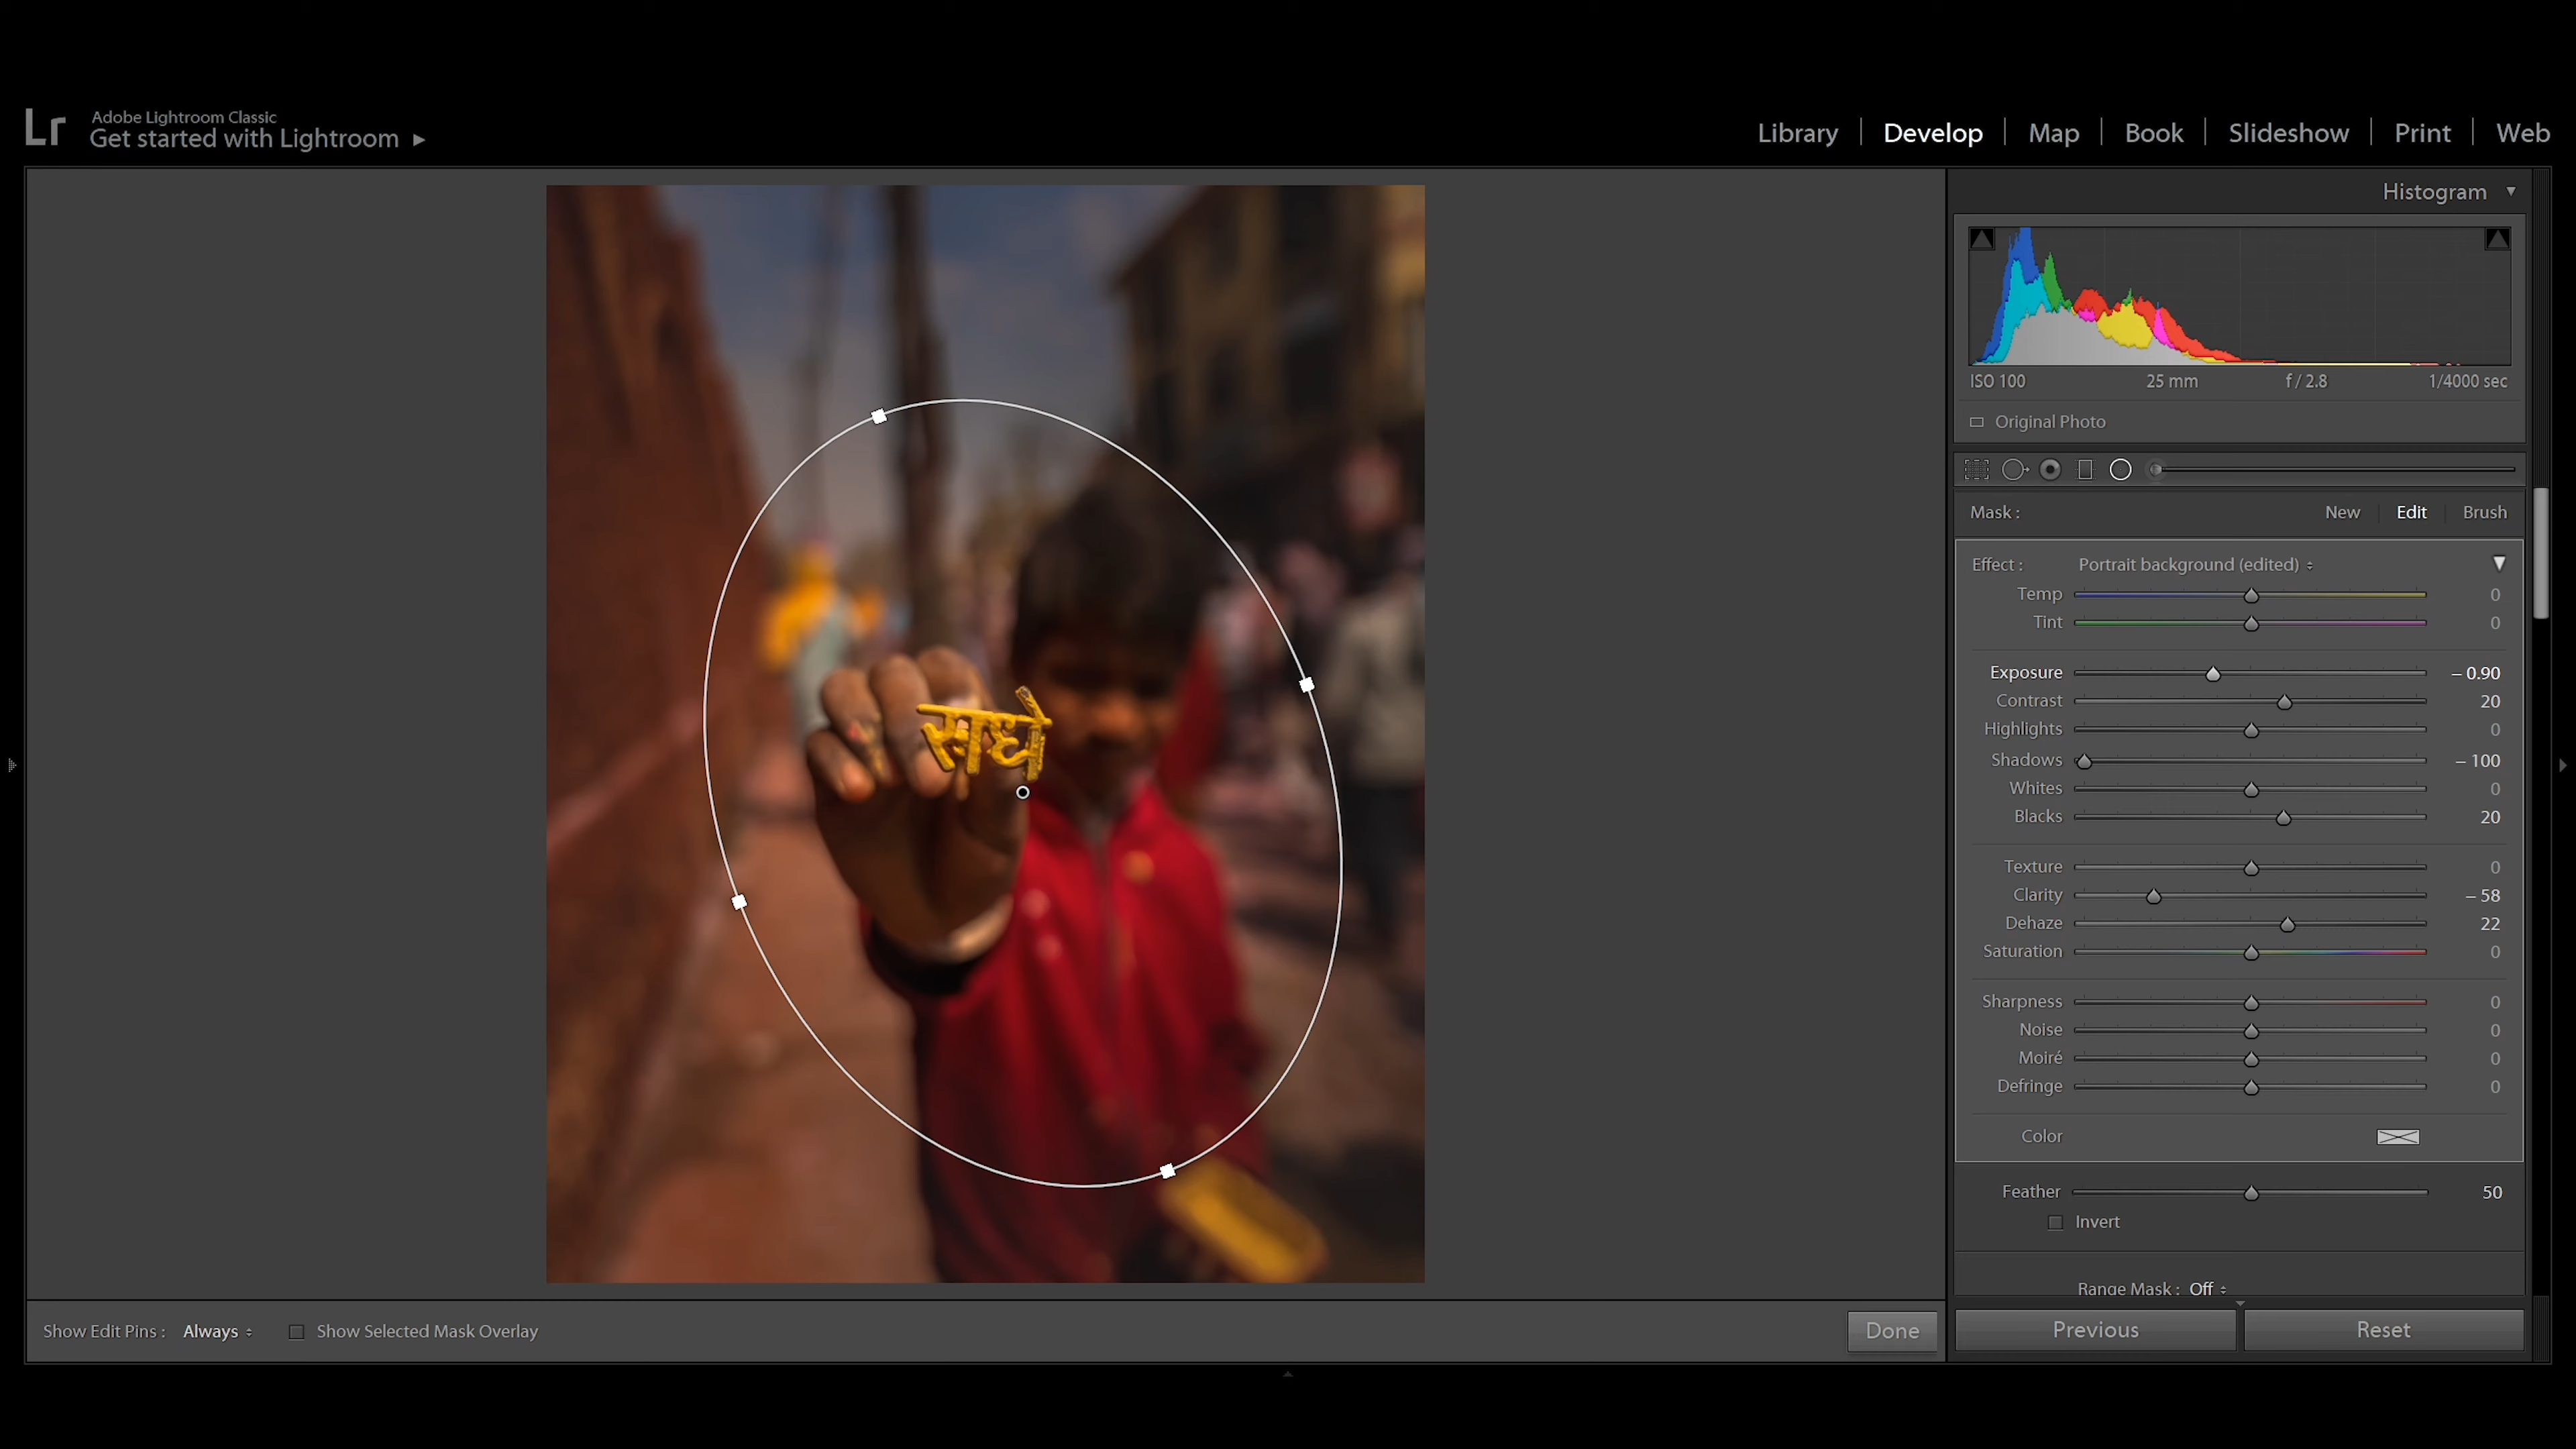 Lr
Adobe Lightroom Classic
Get started with Lightroom ▶
Library | Develop | Map | Book | Slideshow | Print | Web
Histogram ▼
ISO 100 25 mm f / 2.8 1/4000 sec
Original Photo
Mask : New Edit Brush
Effect : Portrait background (edited)
Temp 0
Tint 0
Exposure – 0.90
Contrast 20
Highlights 0
Shadows – 100
Whites 0
Blacks 20
Texture 0
Clarity – 58
Dehaze 22
Saturation 0
Sharpness 0
Noise 0
Moiré 0
Defringe 0
Color
Feather 50
Invert
Range Mask : Off
साधो
Show Edit Pins : Always Show Selected Mask Overlay Done
Previous Reset